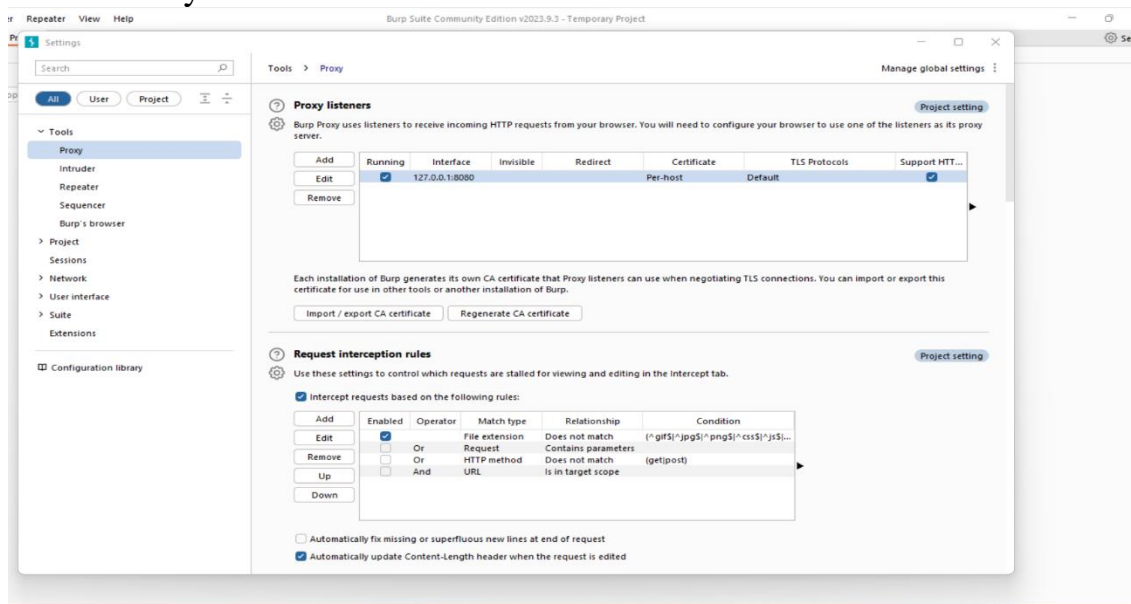 Repeater View Help Burp Suite Community Edition v2023.9.3 - Temporary Project
Settings
Search
Tools > Proxy
Manage global settings
All User Project
Tools
Proxy
Intruder
Repeater
Sequencer
Burp's browser
Project
Sessions
Network
User interface
Suite
Extensions
Configuration library
Proxy listeners
Project setting
Burp Proxy uses listeners to receive incoming HTTP requests from your browser. You will need to configure your browser to use one of the listeners as its proxy
server.
Add
Edit
Remove
Running Interface Invisible Redirect Certificate TLS Protocols Support HTT...
127.0.0.1:8080 Per-host Default
Each installation of Burp generates its own CA certificate that Proxy listeners can use when negotiating TLS connections. You can import or export this
certificate for use in other tools or another installation of Burp.
Import / export CA certificate Regenerate CA certificate
Request interception rules
Project setting
Use these settings to control which requests are stalled for viewing and editing in the Intercept tab.
Intercept requests based on the following rules:
Add
Edit
Remove
Up
Down
Enabled Operator Match type Relationship Condition
File extension Does not match (^gif$|^jpg$|^png$|^css$|^js$|...
Or Request Contains parameters
Or HTTP method Does not match (get|post)
And URL Is in target scope
Automatically fix missing or superfluous new lines at end of request
Automatically update Content-Length header when the request is edited